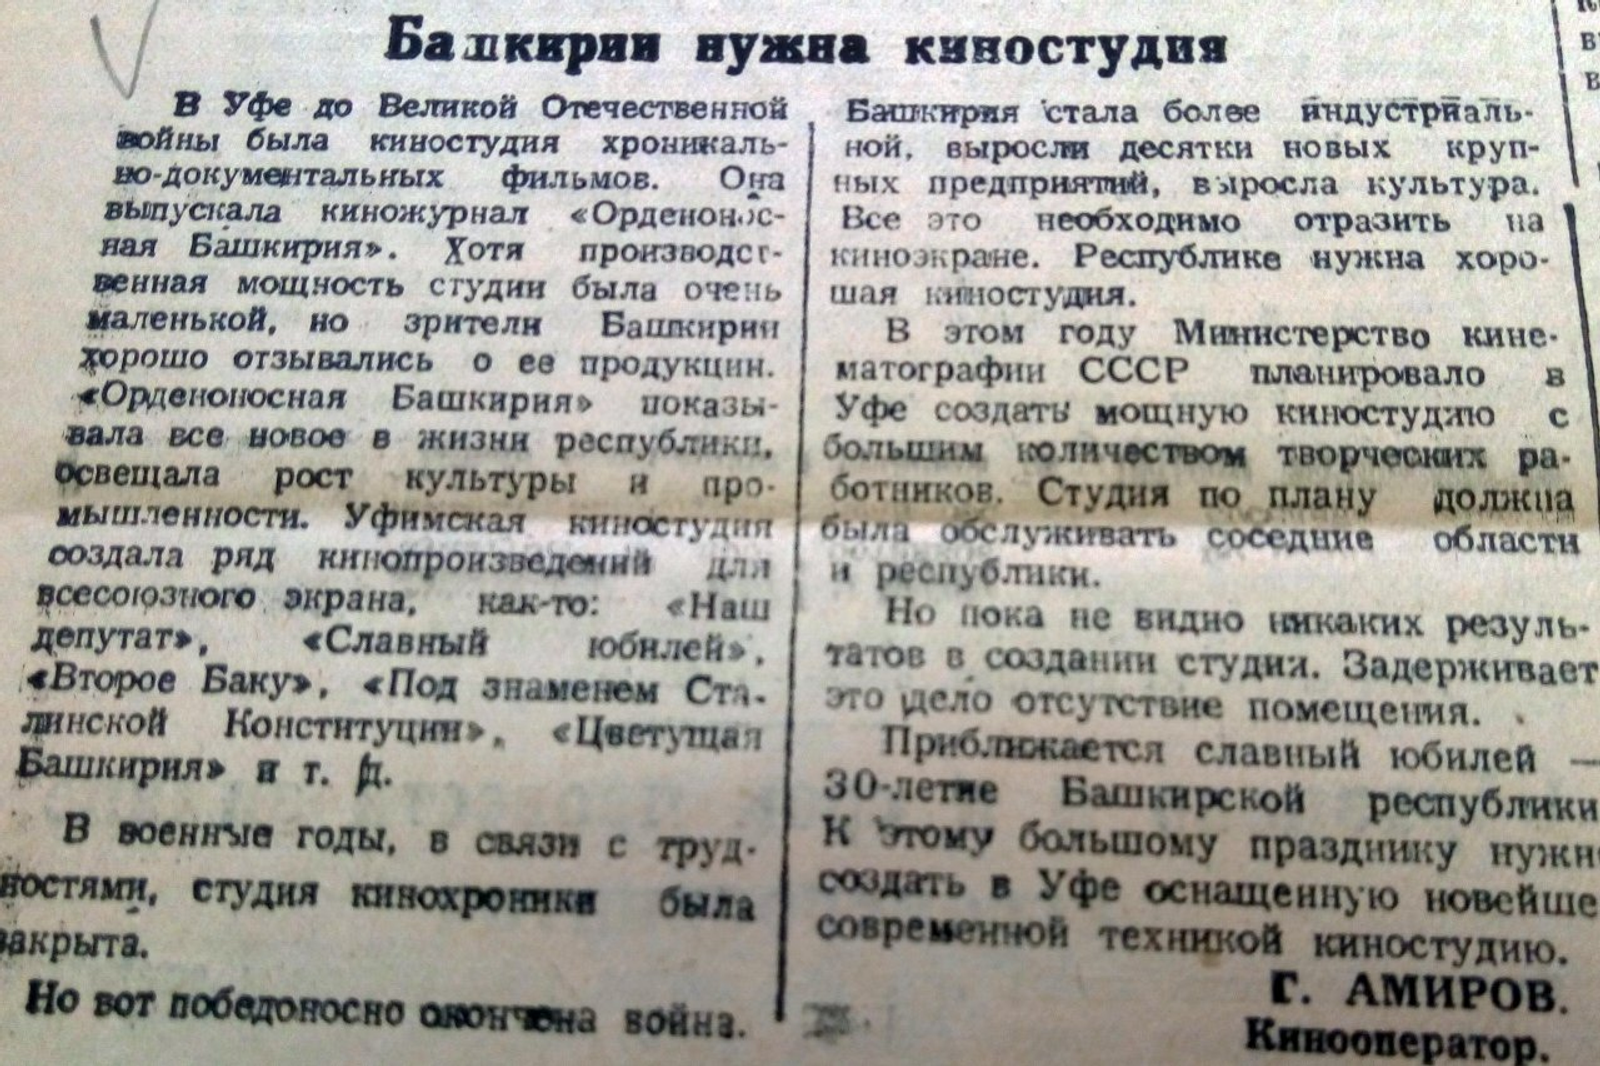 Башкирии нужна киностудия
В Уфе до Великой Отечественной
войны была киностудия хроникаль-
но-документальных фильмов. Она
выпускала киножурнал «Орденонос-
ная Башкирия». Хотя производст-
венная мощность студии была очень
маленькой, но зрители Башкирии
хорошо отзывались о ее продукции.
«Орденоносная Башкирия» показы-
вала все новое в жизни республики,
освещала рост культуры и про-
мышленности. Уфимская киностудия
создала ряд кинопроизведений для
всесоюзного экрана, как-то: «Наш
депутат», «Славный юбилей»,
«Второе Баку», «Под знаменем Ста-
линской Конституции», «Цветущая
Башкирия» и т. д.
В военные годы, в связи с труд-
ностями, студия кинохроники была
закрыта.
Но вот победоносно окончена война.
Башкирия стала более индустриаль-
ной, выросли десятки новых круп-
ных предприятий, выросла культура.
Все это необходимо отразить на
киноэкране. Республике нужна хоро-
шая киностудия.
В этом году Министерство кине-
матографии СССР планировало в
Уфе создать мощную киностудию с
большим количеством творческих ра-
ботников. Студия по плану должна
была обслуживать соседние области
и республики.
Но пока не видно никаких резуль-
татов в создании студии. Задерживает
это дело отсутствие помещения.
Приближается славный юбилей —
30-летие Башкирской республики
К этому большому празднику нужн
создать в Уфе оснащенную новейше
современной техникой киностудию.
Г. АМИРОВ.
Кинооператор.